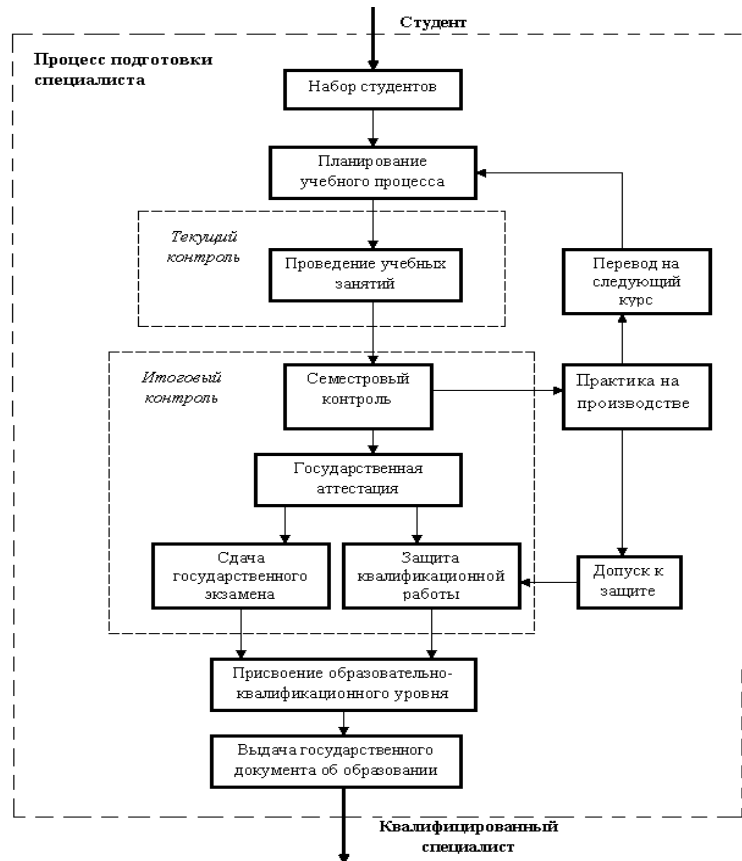 Студент
Процесс подготовки
специалиста
Набор студентов
Планирование
учебного процесса
Текущий
контроль
Проведение учебных
занятий
Перевод на
следующий
курс
Итоговый
контроль
Семестровый
контроль
Практика на
производстве
Государственная
аттестация
Сдача
государственного
экзамена
Защита
квалификационной
работы
Допуск к
защите
Присвоение образовательно-
квалификационного уровня
Выдача государственного
документа об образовании
Квалифицированный
специалист